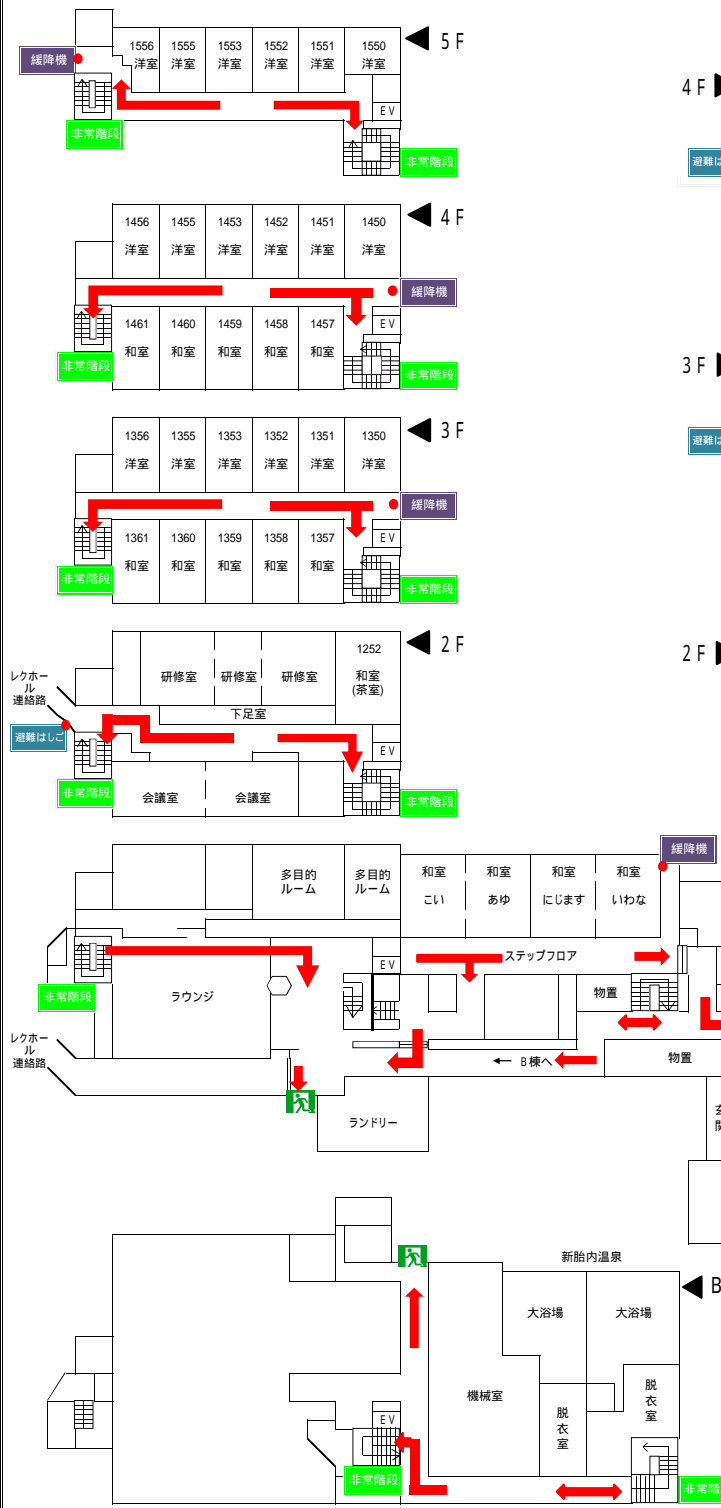 1556 1555 1553 1552 1551 1550
洋室 洋室 洋室 洋室 洋室 洋室
5F
緩降機
EV
非常階段
非常階段
4F
避難は
1456 1455 1453 1452 1451 1450
洋室 洋室 洋室 洋室 洋室 洋室
4F
緩降機
1461 1460 1459 1458 1457
和室 和室 和室 和室 和室
EV
非常階段
非常階段
3F
避難は
1356 1355 1353 1352 1351 1350
洋室 洋室 洋室 洋室 洋室 洋室
3F
緩降機
1361 1360 1359 1358 1357
和室 和室 和室 和室 和室
EV
非常階段
非常階段
2F
研修室 研修室 研修室
1252
和室
(茶室)
2F
レクホー
ル
連絡路
下足室
避難はしご
EV
非常階段
会議室 会議室
非常階段
緩降機
多目的
ルーム
多目的
ルーム
和室 和室 和室 和室
こい あゆ にじます いわな
ステップフロア
EV
ラウンジ
物置
非常階段
レクホー
ル
連絡路
← B棟へ
物置
ランドリー
玄
関
新胎内温泉
B
大浴場 大浴場
機械室
脱
衣
室
脱
衣
室
EV
非常階段
非常階